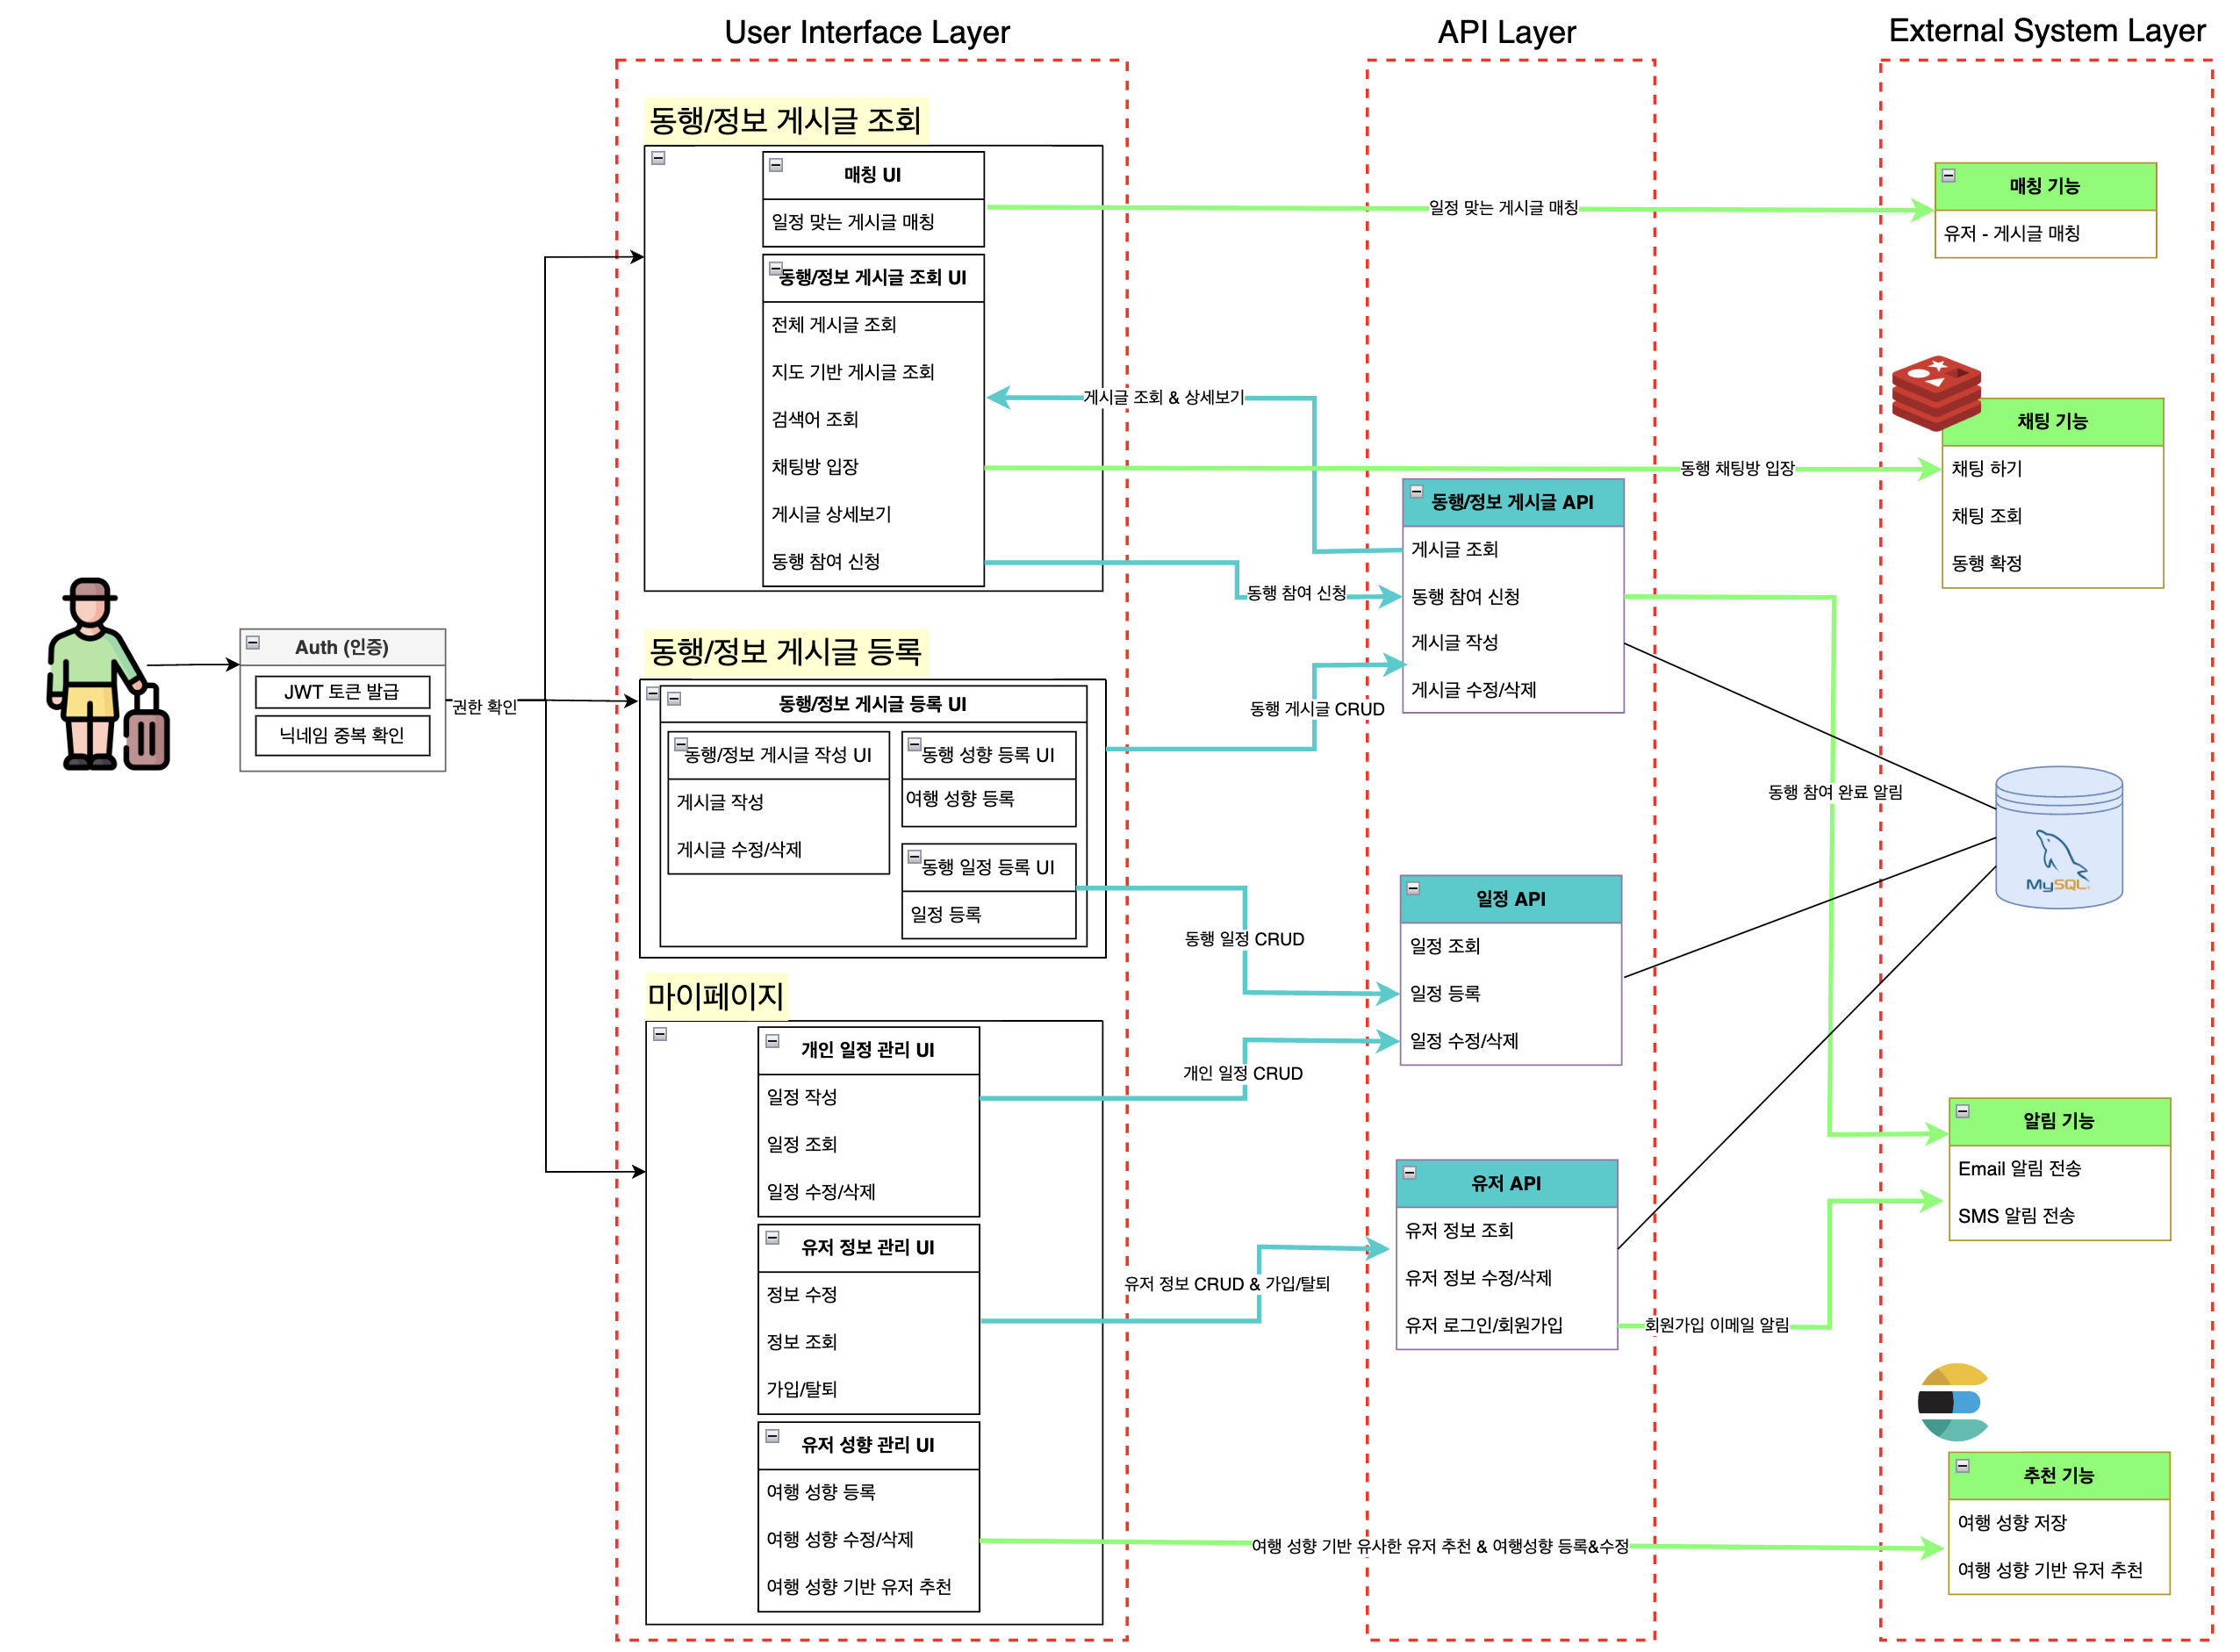 User Interface Layer
API Layer
External System Layer
동행/정보 게시글 조회
매칭 UI
일정 맞는 게시글 매칭
동행/정보 게시글 조회 UI
전체 게시글 조회
지도 기반 게시글 조회
검색어 조회
채팅방 입장
게시글 상세보기
동행 참여 신청
Auth (인증)
JWT 토큰 발급
닉네임 중복 확인
권한 확인
동행/정보 게시글 등록
동행/정보 게시글 등록 UI
동행/정보 게시글 작성 UI
게시글 작성
게시글 수정/삭제
동행 성향 등록 UI
여행 성향 등록
동행 일정 등록 UI
일정 등록
마이페이지
개인 일정 관리 UI
일정 작성
일정 조회
일정 수정/삭제
유저 정보 관리 UI
정보 수정
정보 조회
가입/탈퇴
유저 성향 관리 UI
여행 성향 등록
여행 성향 수정/삭제
여행 성향 기반 유저 추천
일정 맞는 게시글 매칭
게시글 조회 & 상세보기
동행 채팅방 입장
동행 참여 신청
동행 게시글 CRUD
동행 일정 CRUD
개인 일정 CRUD
유저 정보 CRUD & 가입/탈퇴
여행 성향 기반 유사한 유저 추천 & 여행성향 등록&수정
동행/정보 게시글 API
게시글 조회
동행 참여 신청
게시글 작성
게시글 수정/삭제
일정 API
일정 조회
일정 등록
일정 수정/삭제
유저 API
유저 정보 조회
유저 정보 수정/삭제
유저 로그인/회원가입
동행 참여 완료 알림
회원가입 이메일 알림
매칭 기능
유저 - 게시글 매칭
채팅 기능
채팅 하기
채팅 조회
동행 확정
MySQL
알림 기능
Email 알림 전송
SMS 알림 전송
추천 기능
여행 성향 저장
여행 성향 기반 유저 추천